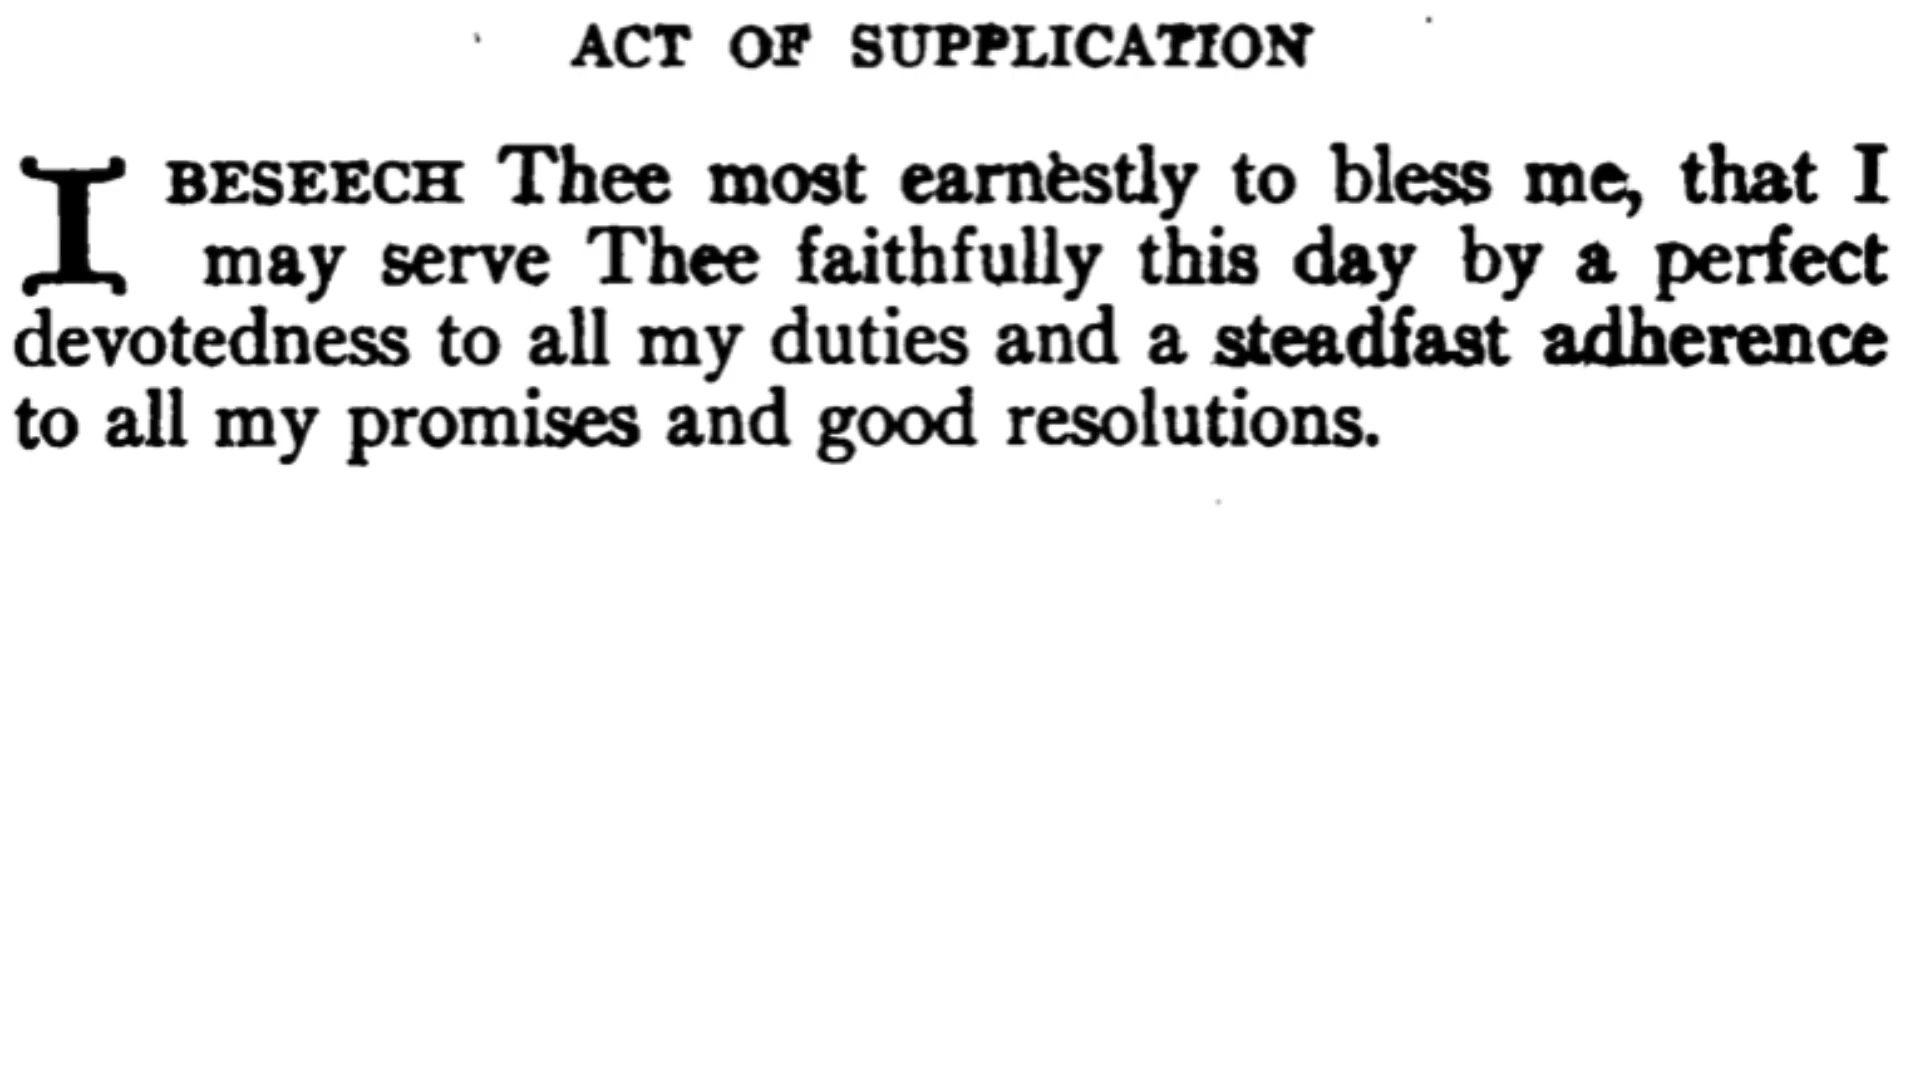 ACT OF SUPPLICATION
I BESEECH Thee most earnestly to bless me, that I
may serve Thee faithfully this day by a perfect
devotedness to all my duties and a steadfast adherence
to all my promises and good resolutions.